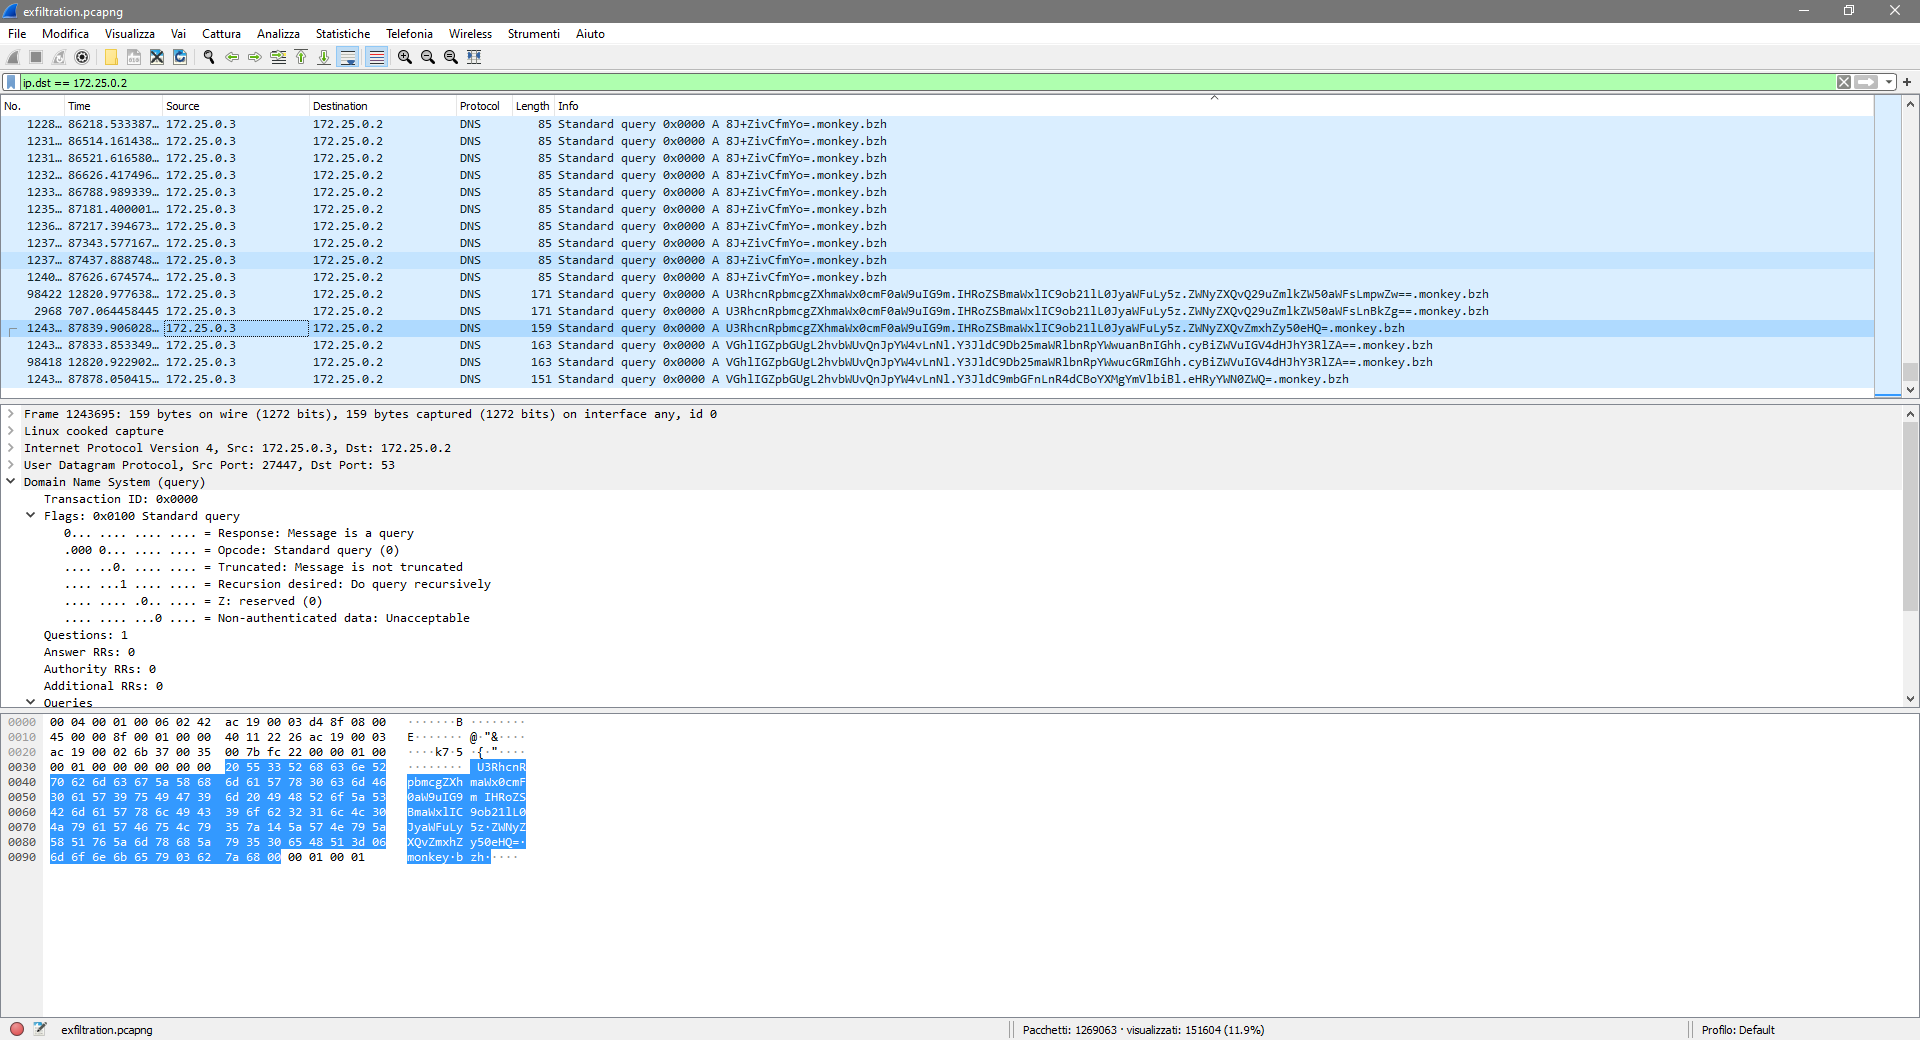 exfiltration.pcapng
File Modifica Visualizza Vai Cattura Analizza Statistiche Telefonia Wireless Strumenti Aiuto
ip.dst == 172.25.0.2
No. Time Source Destination Protocol Length Info
1228… 86218.533387… 172.25.0.3 172.25.0.2 DNS 85 Standard query 0x0000 A 8J+ZivCfmYo=.monkey.bzh
1231… 86514.161438… 172.25.0.3 172.25.0.2 DNS 85 Standard query 0x0000 A 8J+ZivCfmYo=.monkey.bzh
1231… 86521.616580… 172.25.0.3 172.25.0.2 DNS 85 Standard query 0x0000 A 8J+ZivCfmYo=.monkey.bzh
1232… 86626.417496… 172.25.0.3 172.25.0.2 DNS 85 Standard query 0x0000 A 8J+ZivCfmYo=.monkey.bzh
1233… 86788.989339… 172.25.0.3 172.25.0.2 DNS 85 Standard query 0x0000 A 8J+ZivCfmYo=.monkey.bzh
1235… 87181.400001… 172.25.0.3 172.25.0.2 DNS 85 Standard query 0x0000 A 8J+ZivCfmYo=.monkey.bzh
1236… 87217.394673… 172.25.0.3 172.25.0.2 DNS 85 Standard query 0x0000 A 8J+ZivCfmYo=.monkey.bzh
1237… 87343.577167… 172.25.0.3 172.25.0.2 DNS 85 Standard query 0x0000 A 8J+ZivCfmYo=.monkey.bzh
1237… 87437.888748… 172.25.0.3 172.25.0.2 DNS 85 Standard query 0x0000 A 8J+ZivCfmYo=.monkey.bzh
1240… 87626.674574… 172.25.0.3 172.25.0.2 DNS 85 Standard query 0x0000 A 8J+ZivCfmYo=.monkey.bzh
98422 12820.977638… 172.25.0.3 172.25.0.2 DNS 171 Standard query 0x0000 A U3RhcnRpbmcgZXhmaWx0cmF0aW9uIG9m.IHRoZSBmaWxlIC9ob21lL0JyaWFuLy5z.ZWNyZXQvQ29uZmlkZW50aWFsLmpwZw==.monkey.bzh
2968 707.064458445 172.25.0.3 172.25.0.2 DNS 171 Standard query 0x0000 A U3RhcnRpbmcgZXhmaWx0cmF0aW9uIG9m.IHRoZSBmaWxlIC9ob21lL0JyaWFuLy5z.ZWNyZXQvQ29uZmlkZW50aWFsLnBkZg==.monkey.bzh
1243… 87839.906028… 172.25.0.3 172.25.0.2 DNS 159 Standard query 0x0000 A U3RhcnRpbmcgZXhmaWx0cmF0aW9uIG9m.IHRoZSBmaWxlIC9ob21lL0JyaWFuLy5z.ZWNyZXQvZmxhZy50eHQ=.monkey.bzh
1243… 87833.853349… 172.25.0.3 172.25.0.2 DNS 163 Standard query 0x0000 A VGhlIGZpbGUgL2hvbWUvQnJpYW4vLnNl.Y3JldC9Db25maWRlbnRpYWwuanBnIGhh.cyBiZWVuIGV4dHJhY3RlZA==.monkey.bzh
98418 12820.922902… 172.25.0.3 172.25.0.2 DNS 163 Standard query 0x0000 A VGhlIGZpbGUgL2hvbWUvQnJpYW4vLnNl.Y3JldC9Db25maWRlbnRpYWwucGRmIGhh.cyBiZWVuIGV4dHJhY3RlZA==.monkey.bzh
1243… 87878.050415… 172.25.0.3 172.25.0.2 DNS 151 Standard query 0x0000 A VGhlIGZpbGUgL2hvbWUvQnJpYW4vLnNl.Y3JldC9mbGFnLnR4dCBoYXMgYmVlbiBl.eHRyYWN0ZWQ=.monkey.bzh
Frame 1243695: 159 bytes on wire (1272 bits), 159 bytes captured (1272 bits) on interface any, id 0
Linux cooked capture
Internet Protocol Version 4, Src: 172.25.0.3, Dst: 172.25.0.2
User Datagram Protocol, Src Port: 27447, Dst Port: 53
Domain Name System (query)
Transaction ID: 0x0000
Flags: 0x0100 Standard query
0... .... .... .... = Response: Message is a query
.000 0... .... .... = Opcode: Standard query (0)
.... ..0. .... .... = Truncated: Message is not truncated
.... ...1 .... .... = Recursion desired: Do query recursively
.... .... .0.. .... = Z: reserved (0)
.... .... ...0 .... = Non-authenticated data: Unacceptable
Questions: 1
Answer RRs: 0
Authority RRs: 0
Additional RRs: 0
Queries
0000 00 04 00 01 00 06 02 42 ac 19 00 03 d4 8f 08 00 ·······B ········
0010 45 00 00 8f 00 01 00 00 40 11 22 26 ac 19 00 03 E······· @·"&····
0020 ac 19 00 02 6b 37 00 35 00 7b fc 22 00 00 01 00 ····k7·5 ·{·"····
0030 00 01 00 00 00 00 00 00 20 55 33 52 68 63 6e 52 ········ U3RhcnR
0040 70 62 6d 63 67 5a 58 68 6d 61 57 78 30 63 6d 46 pbmcgZXh maWx0cmF
0050 30 61 57 39 75 49 47 39 6d 20 49 48 52 6f 5a 53 0aW9uIG9 m IHRoZS
0060 42 6d 61 57 78 6c 49 43 39 6f 62 32 31 6c 4c 30 BmaWxlIC 9ob21lL0
0070 4a 79 61 57 46 75 4c 79 35 7a 14 5a 57 4e 79 5a JyaWFuLy 5z·ZWNyZ
0080 58 51 76 5a 6d 78 68 5a 79 35 30 65 48 51 3d 06 XQvZmxhZ y50eHQ=·
0090 6d 6f 6e 6b 65 79 03 62 7a 68 00 00 01 00 01 monkey·b zh·····
exfiltration.pcapng
Pacchetti: 1269063 · visualizzati: 151604 (11.9%)
Profilo: Default